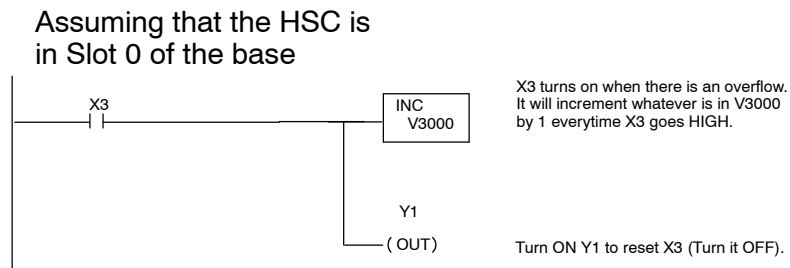 Assuming that the HSC is
in Slot 0 of the base
X3
INC
V3000
X3 turns on when there is an overflow.
It will increment whatever is in V3000
by 1 everytime X3 goes HIGH.
Y1
( OUT )
Turn ON Y1 to reset X3 (Turn it OFF).